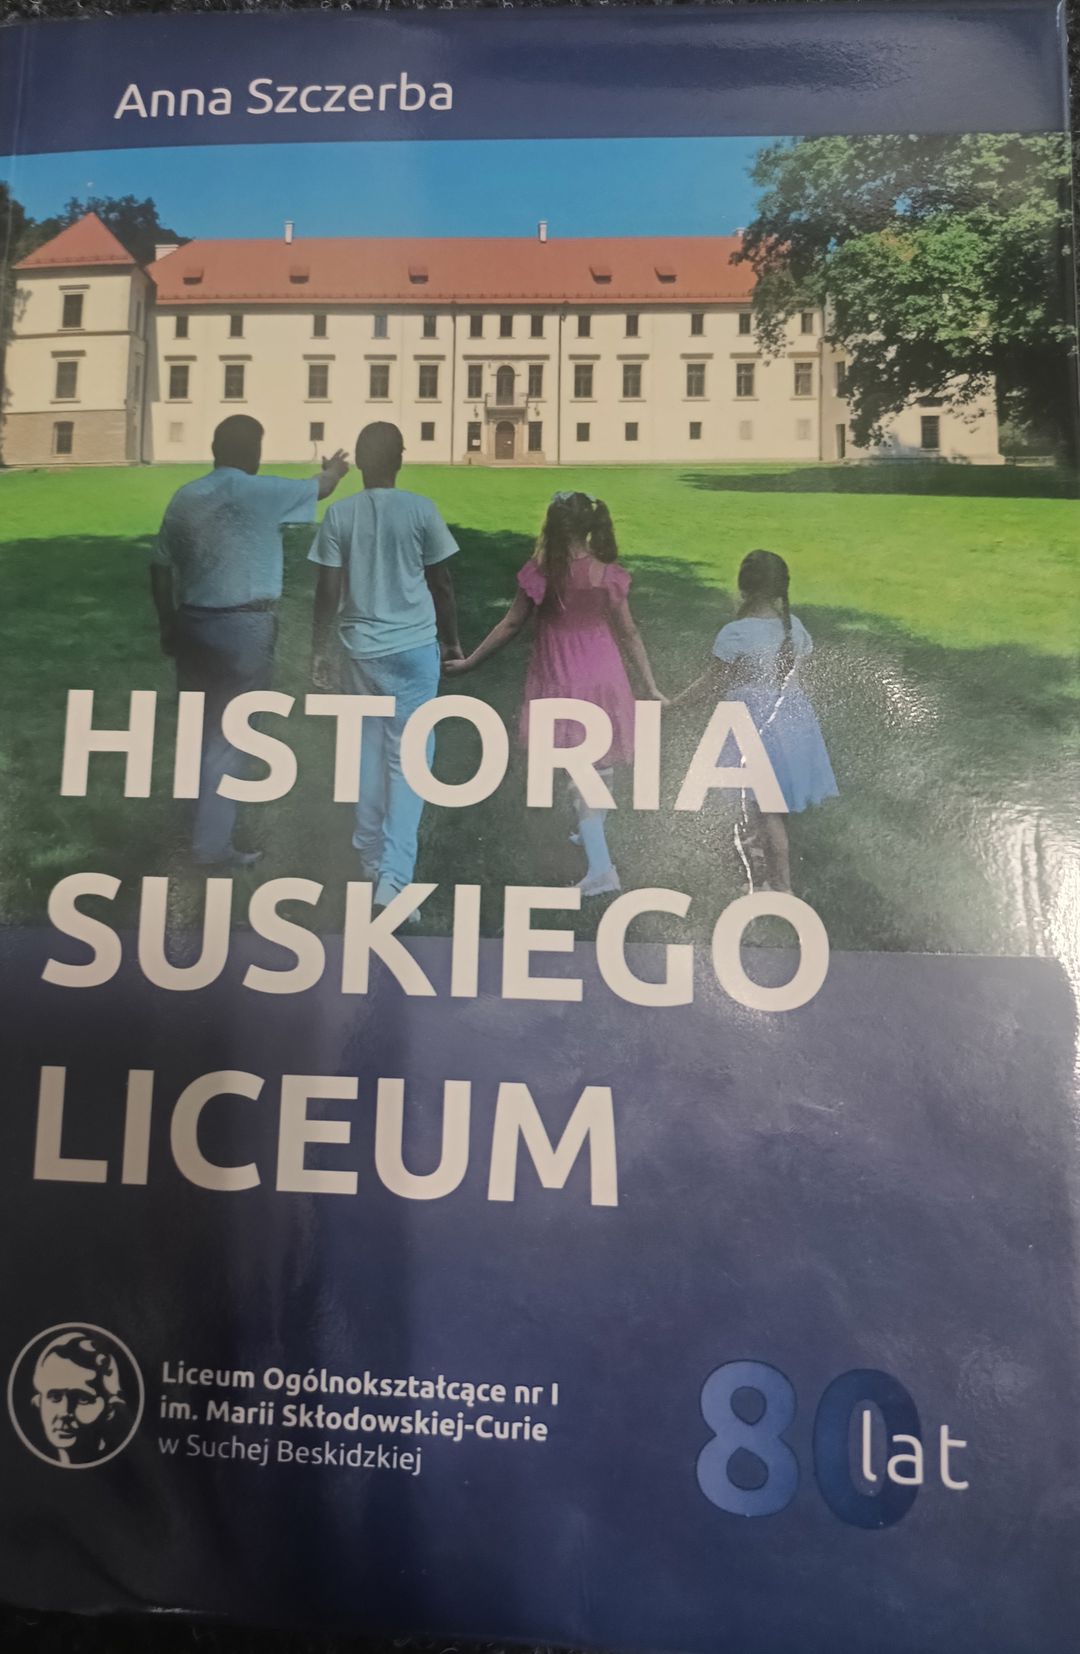 Anna Szczerba
HISTORIA
SUSKIEGO
LICEUM
Liceum Ogólnokształcące nr I
im. Marii Skłodowskiej-Curie
w Suchej Beskidzkiej
80 lat